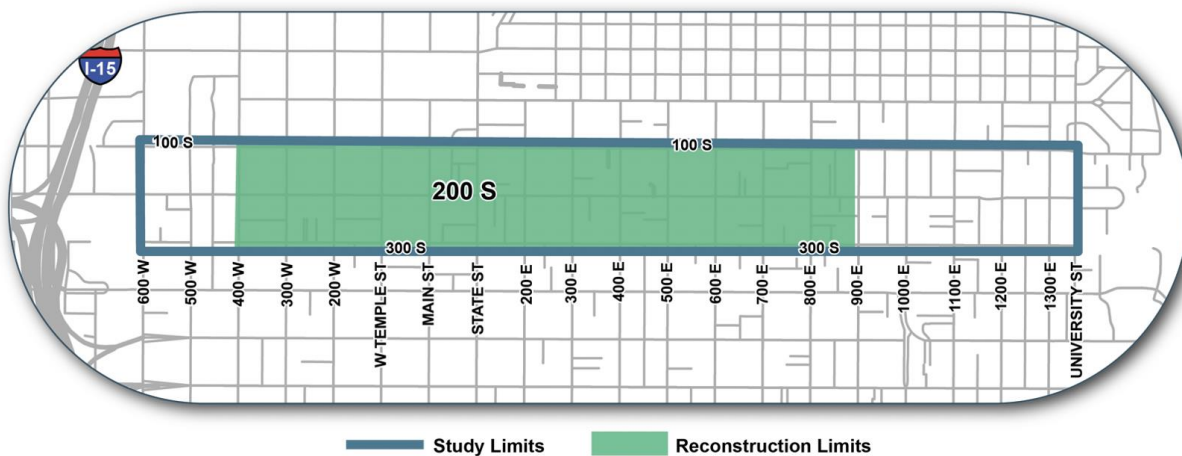 I-15
100 S
100 S
200 S
300 S
300 S
600 W
500 W
400 W
300 W
200 W
W TEMPLE ST
MAIN ST
STATE ST
200 E
300 E
400 E
500 E
600 E
700 E
800 E
900 E
1000 E
1100 E
1200 E
1300 E
UNIVERSITY ST
Study Limits
Reconstruction Limits